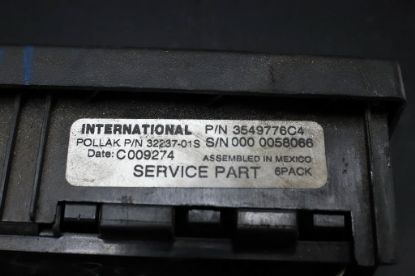 INTERNATIONAL P/N 3549776C4
POLLAK P/N 32237-01S S/N 000 0058066
Date: C009274 ASSEMBLED IN MEXICO
SERVICE PART 6PACK